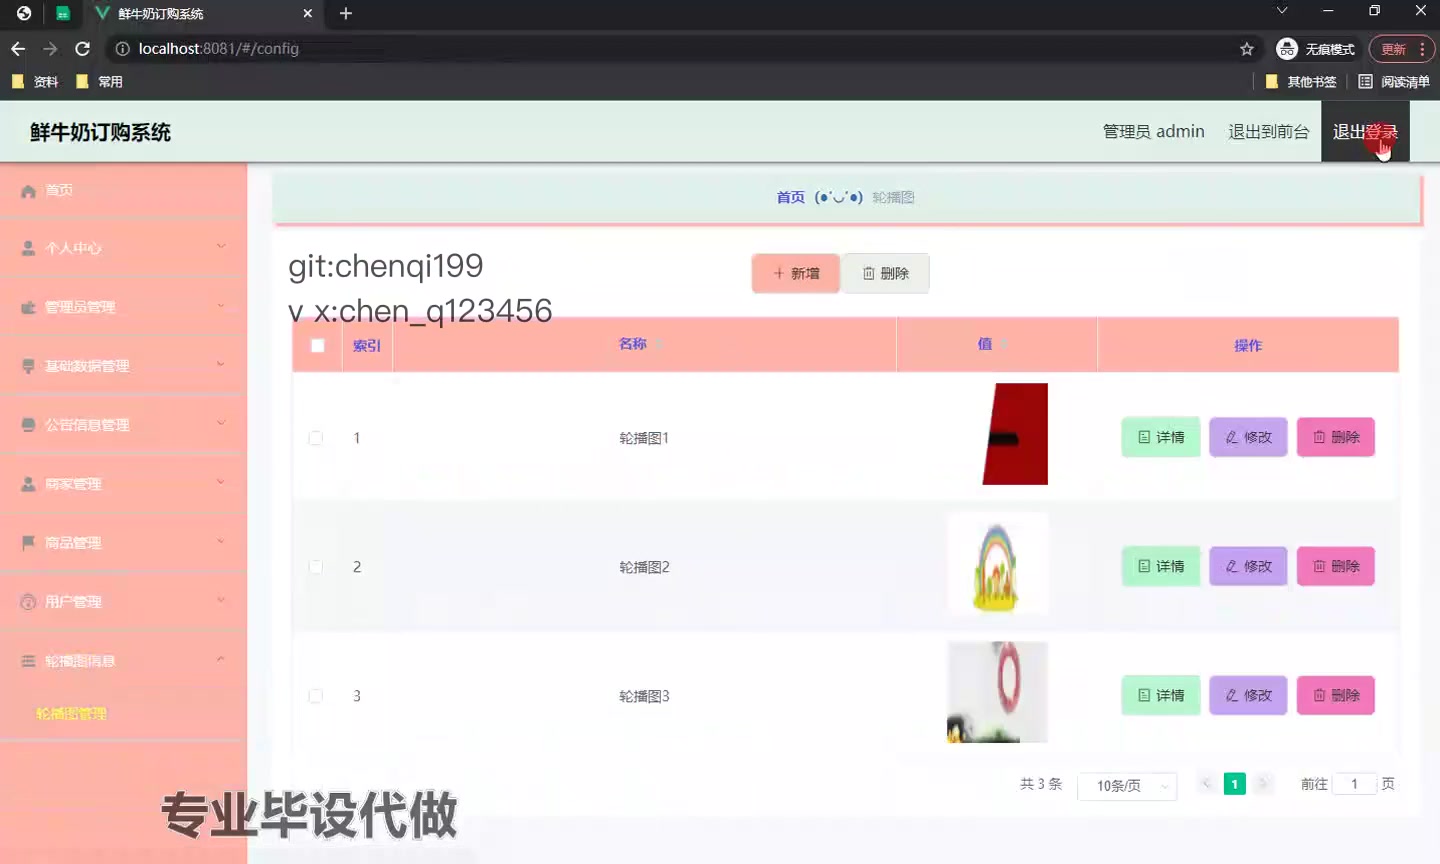 鲜牛奶订购系统
localhost:8081/#/config
无痕模式
更新
资料
常用
其他书签
阅读清单
鲜牛奶订购系统
管理员 admin
退出到前台
退出登录
首页
个人中心
管理员管理
基础数据管理
公告信息管理
商家管理
商品管理
用户管理
轮播图信息
轮播图管理
首页 (●'◡'●) 轮播图
git:chenqi199
v x:chen_q123456
新增
删除
索引 名称 值 操作
1 轮播图1 详情 修改 删除
2 轮播图2 详情 修改 删除
3 轮播图3 详情 修改 删除
共 3 条 10条/页 1 前往 1 页
专业毕设代做